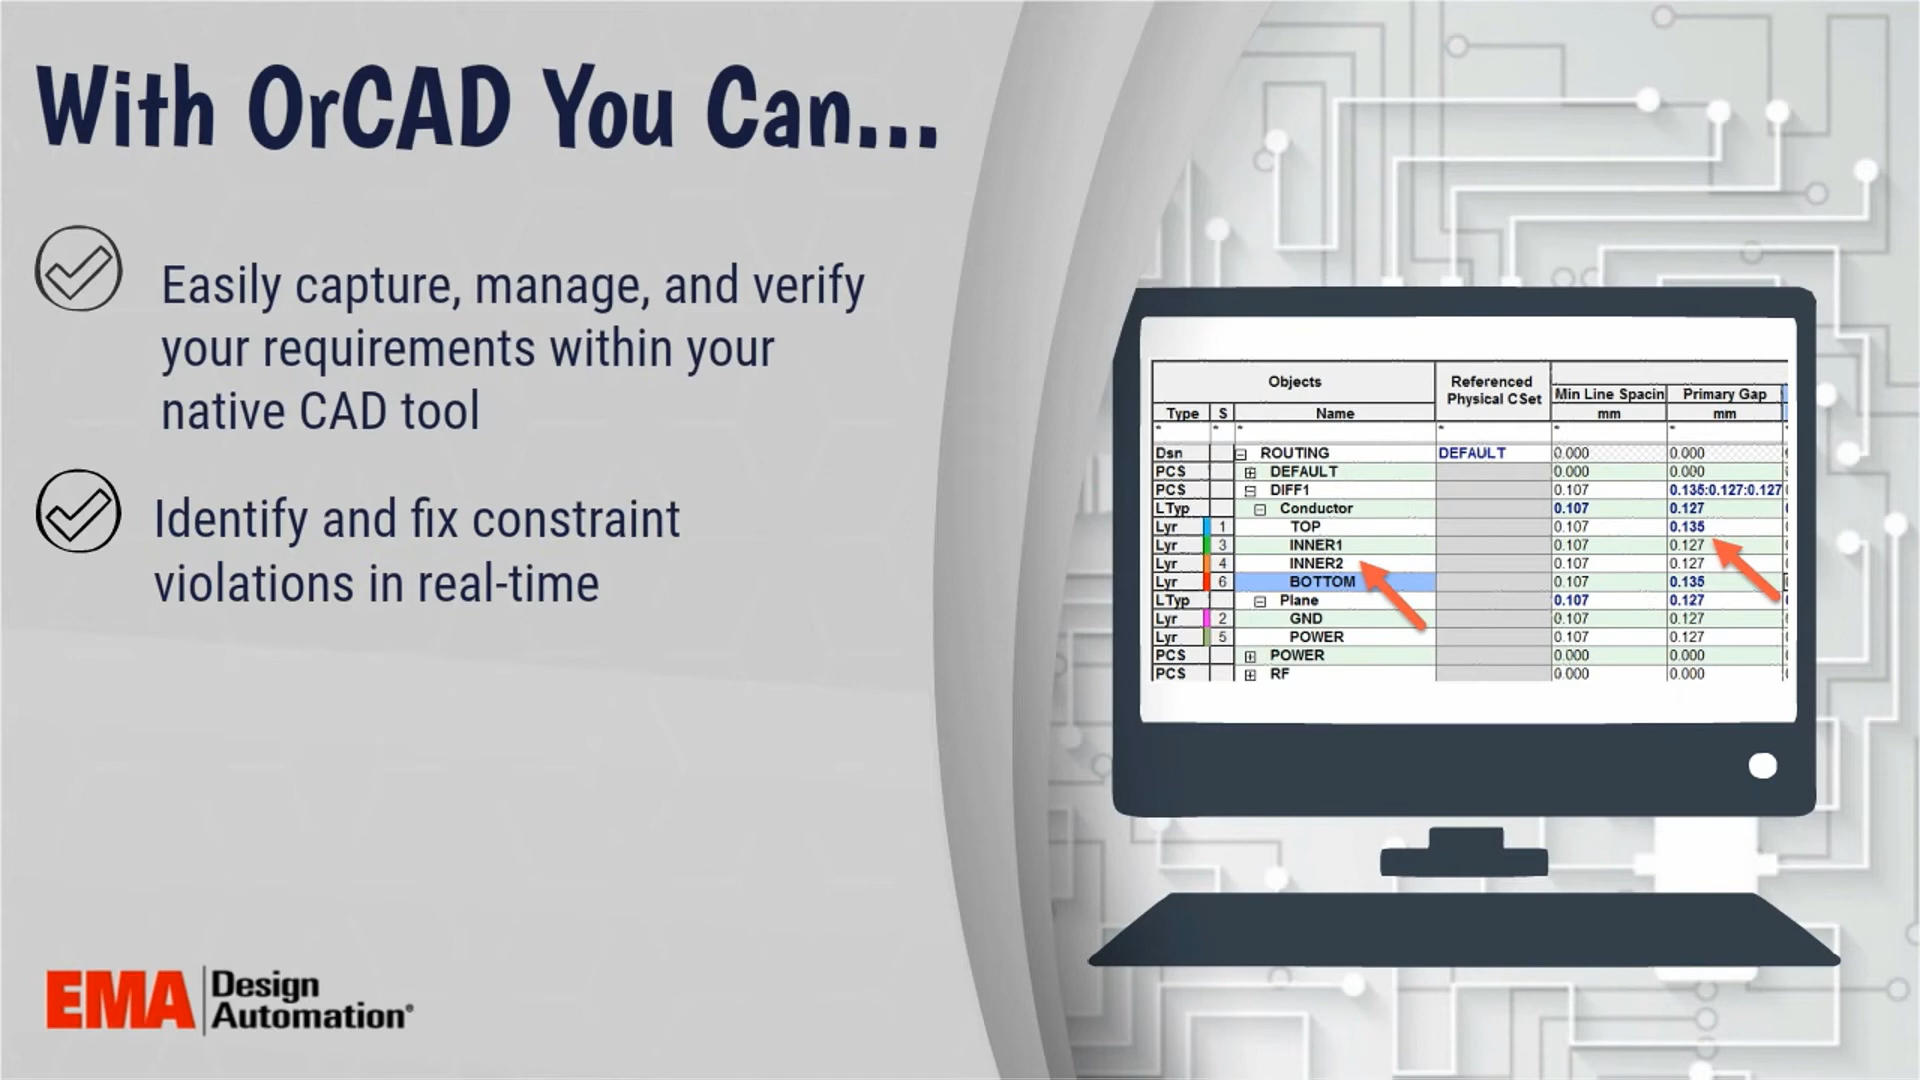 With OrCAD You Can...
Easily capture, manage, and verify
your requirements within your
native CAD tool
Identify and fix constraint
violations in real-time
EMA Design
Automation®
Objects Referenced
Physical CSet Min Line Spacin Primary Gap
Type S Name mm mm
* * * * * *
Dsn ROUTING DEFAULT 0.000 0.000
PCS DEFAULT 0.000 0.000
PCS DIFF1 0.107 0.135:0.127:0.127
LTyp Conductor 0.107 0.127
Lyr 1 TOP 0.107 0.135
Lyr 3 INNER1 0.107 0.127
Lyr 4 INNER2 0.107 0.127
Lyr 6 BOTTOM 0.107 0.135
LTyp Plane 0.107 0.127
Lyr 2 GND 0.107 0.127
Lyr 5 POWER 0.107 0.127
PCS POWER 0.000 0.000
PCS RF 0.000 0.000